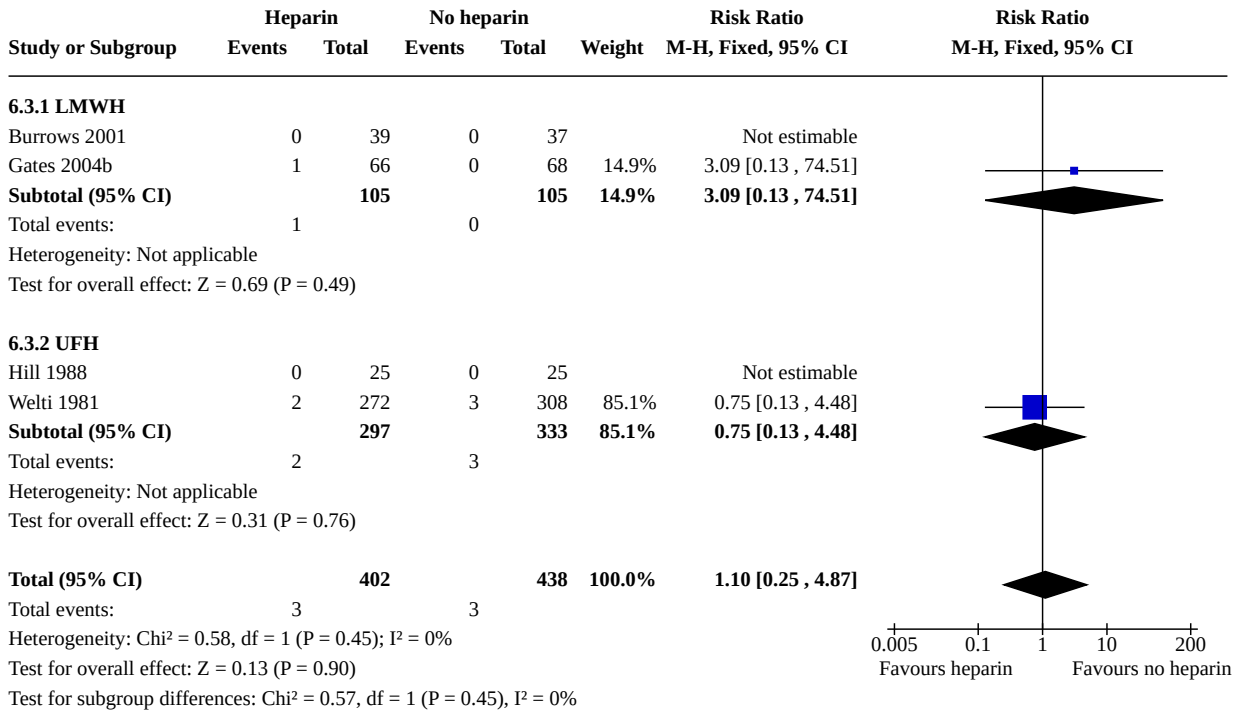 Heparin No heparin Risk Ratio Risk Ratio
Study or Subgroup Events Total Events Total Weight M-H, Fixed, 95% CI M-H, Fixed, 95% CI
6.3.1 LMWH
Burrows 2001 0 39 0 37 Not estimable
Gates 2004b 1 66 0 68 14.9% 3.09 [0.13 , 74.51]
Subtotal (95% CI) 105 105 14.9% 3.09 [0.13 , 74.51]
Total events: 1 0
Heterogeneity: Not applicable
Test for overall effect: Z = 0.69 (P = 0.49)
6.3.2 UFH
Hill 1988 0 25 0 25 Not estimable
Welti 1981 2 272 3 308 85.1% 0.75 [0.13 , 4.48]
Subtotal (95% CI) 297 333 85.1% 0.75 [0.13 , 4.48]
Total events: 2 3
Heterogeneity: Not applicable
Test for overall effect: Z = 0.31 (P = 0.76)
Total (95% CI) 402 438 100.0% 1.10 [0.25 , 4.87]
Total events: 3 3
Heterogeneity: Chi² = 0.58, df = 1 (P = 0.45); I² = 0%
0.005 0.1 1 10 200
Test for overall effect: Z = 0.13 (P = 0.90)
Favours heparin Favours no heparin
Test for subgroup differences: Chi² = 0.57, df = 1 (P = 0.45), I² = 0%